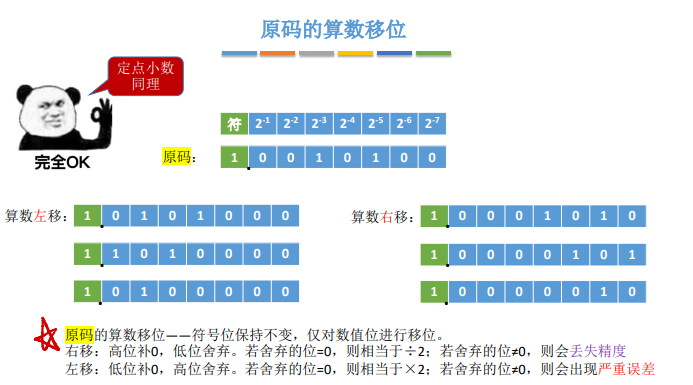 原码的算数移位
定点小数
同理
完全OK
符 2-1 2-2 2-3 2-4 2-5 2-6 2-7
原码： 1 0 0 1 0 1 0 0
算数左移： 1 0 1 0 1 0 0 0
1 1 0 1 0 0 0 0
1 0 1 0 0 0 0 0
算数右移： 1 0 0 0 1 0 1 0
1 0 0 0 0 1 0 1
1 0 0 0 0 0 1 0
原码的算数移位——符号位保持不变，仅对数值位进行移位。
右移：高位补0，低位舍弃。若舍弃的位=0，则相当于÷2；若舍弃的位≠0，则会丢失精度
左移：低位补0，高位舍弃。若舍弃的位=0，则相当于×2；若舍弃的位≠0，则会出现严重误差